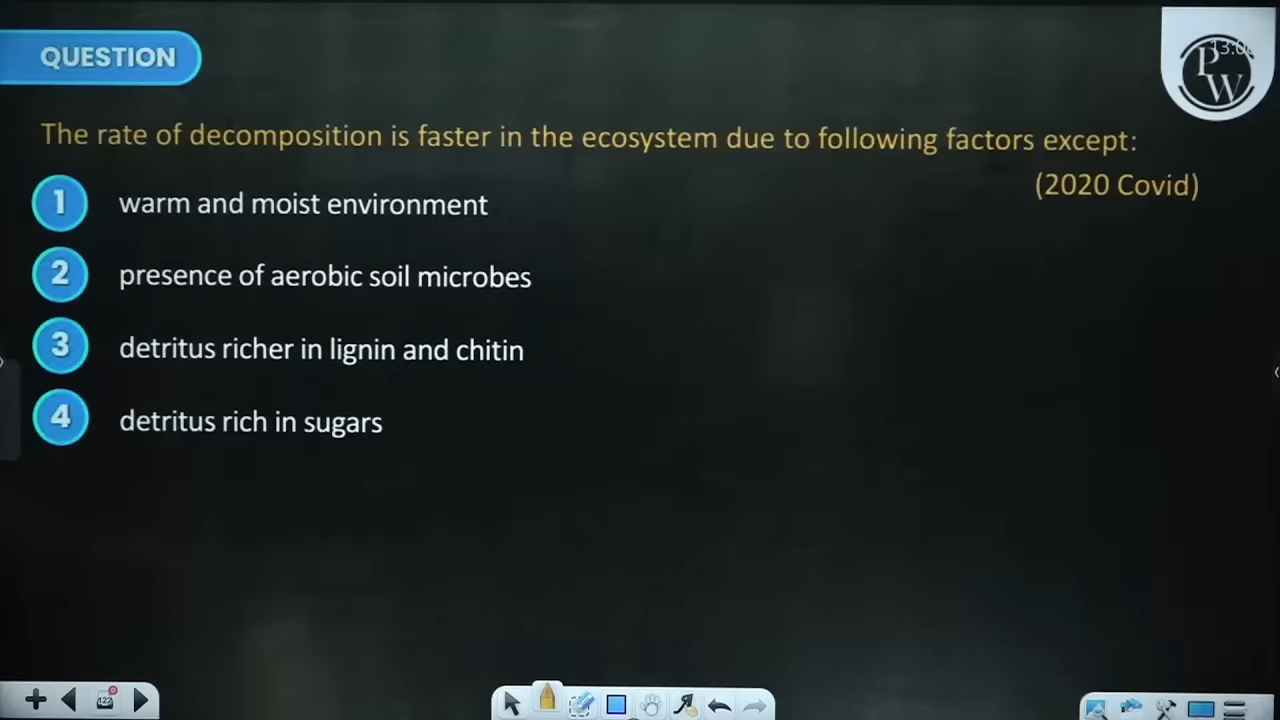 QUESTION
The rate of decomposition is faster in the ecosystem due to following factors except:
(2020 Covid)
1 warm and moist environment
2 presence of aerobic soil microbes
3 detritus richer in lignin and chitin
4 detritus rich in sugars
P
W
122